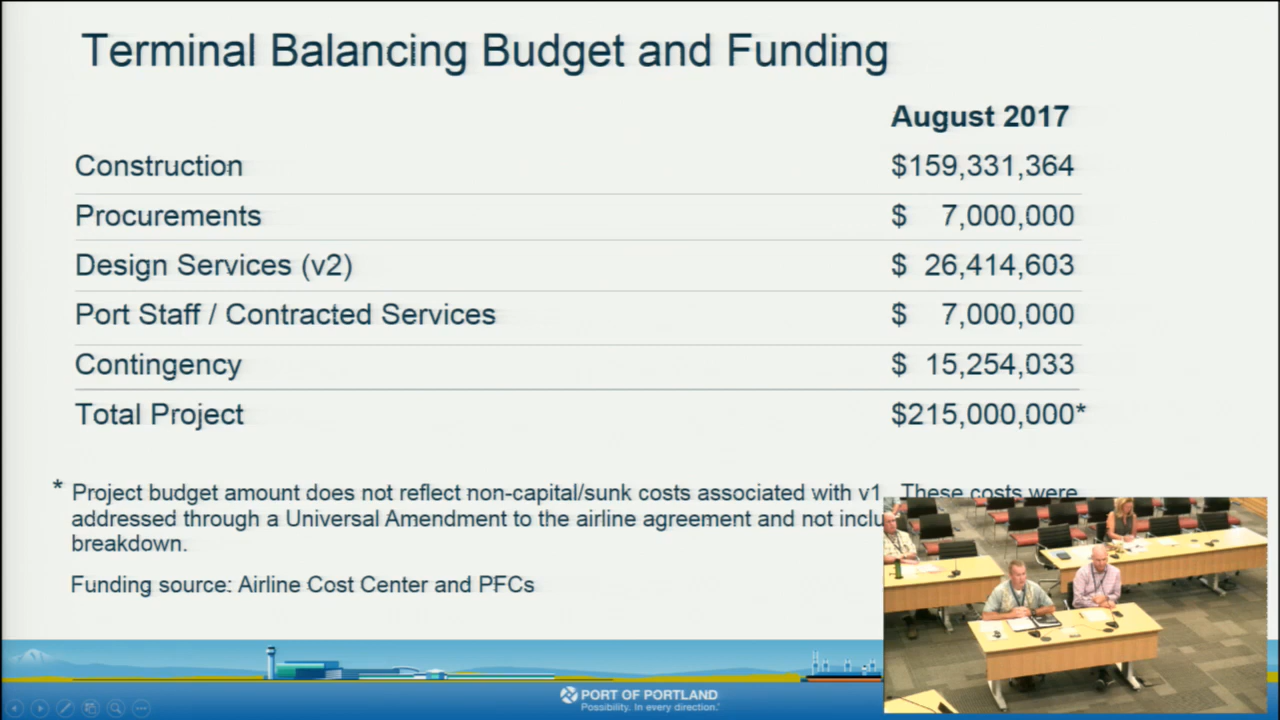 Terminal Balancing Budget and Funding
August 2017
Construction $159,331,364
Procurements $ 7,000,000
Design Services (v2) $ 26,414,603
Port Staff / Contracted Services $ 7,000,000
Contingency $ 15,254,033
Total Project $215,000,000*
* Project budget amount does not reflect non-capital/sunk costs associated with v1. These costs were
addressed through a Universal Amendment to the airline agreement and not
breakdown.
Funding source: Airline Cost Center and PFCs
PORT OF PORTLAND
Possibility. In every direction.